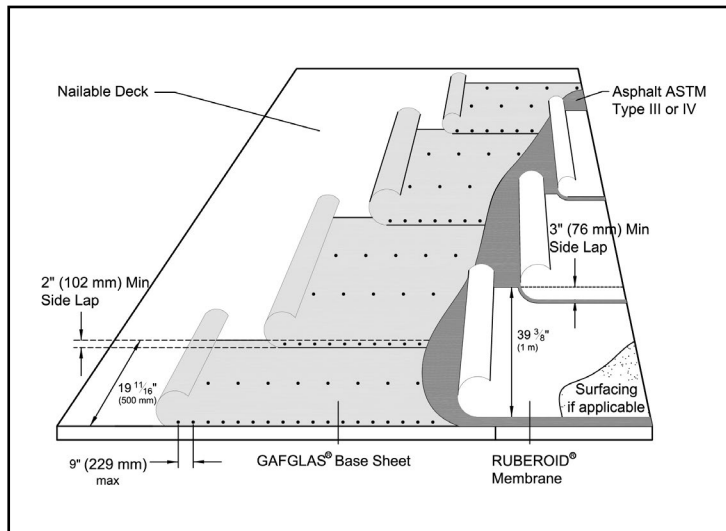 Nailable Deck
Asphalt ASTM
Type III or IV
3" (76 mm) Min
Side Lap
2" (102 mm) Min
Side Lap
39 3/8"
(1 m)
19 11/16"
(500 mm)
Surfacing
if applicable
9" (229 mm)
max
GAFGLAS® Base Sheet
RUBEROID®
Membrane